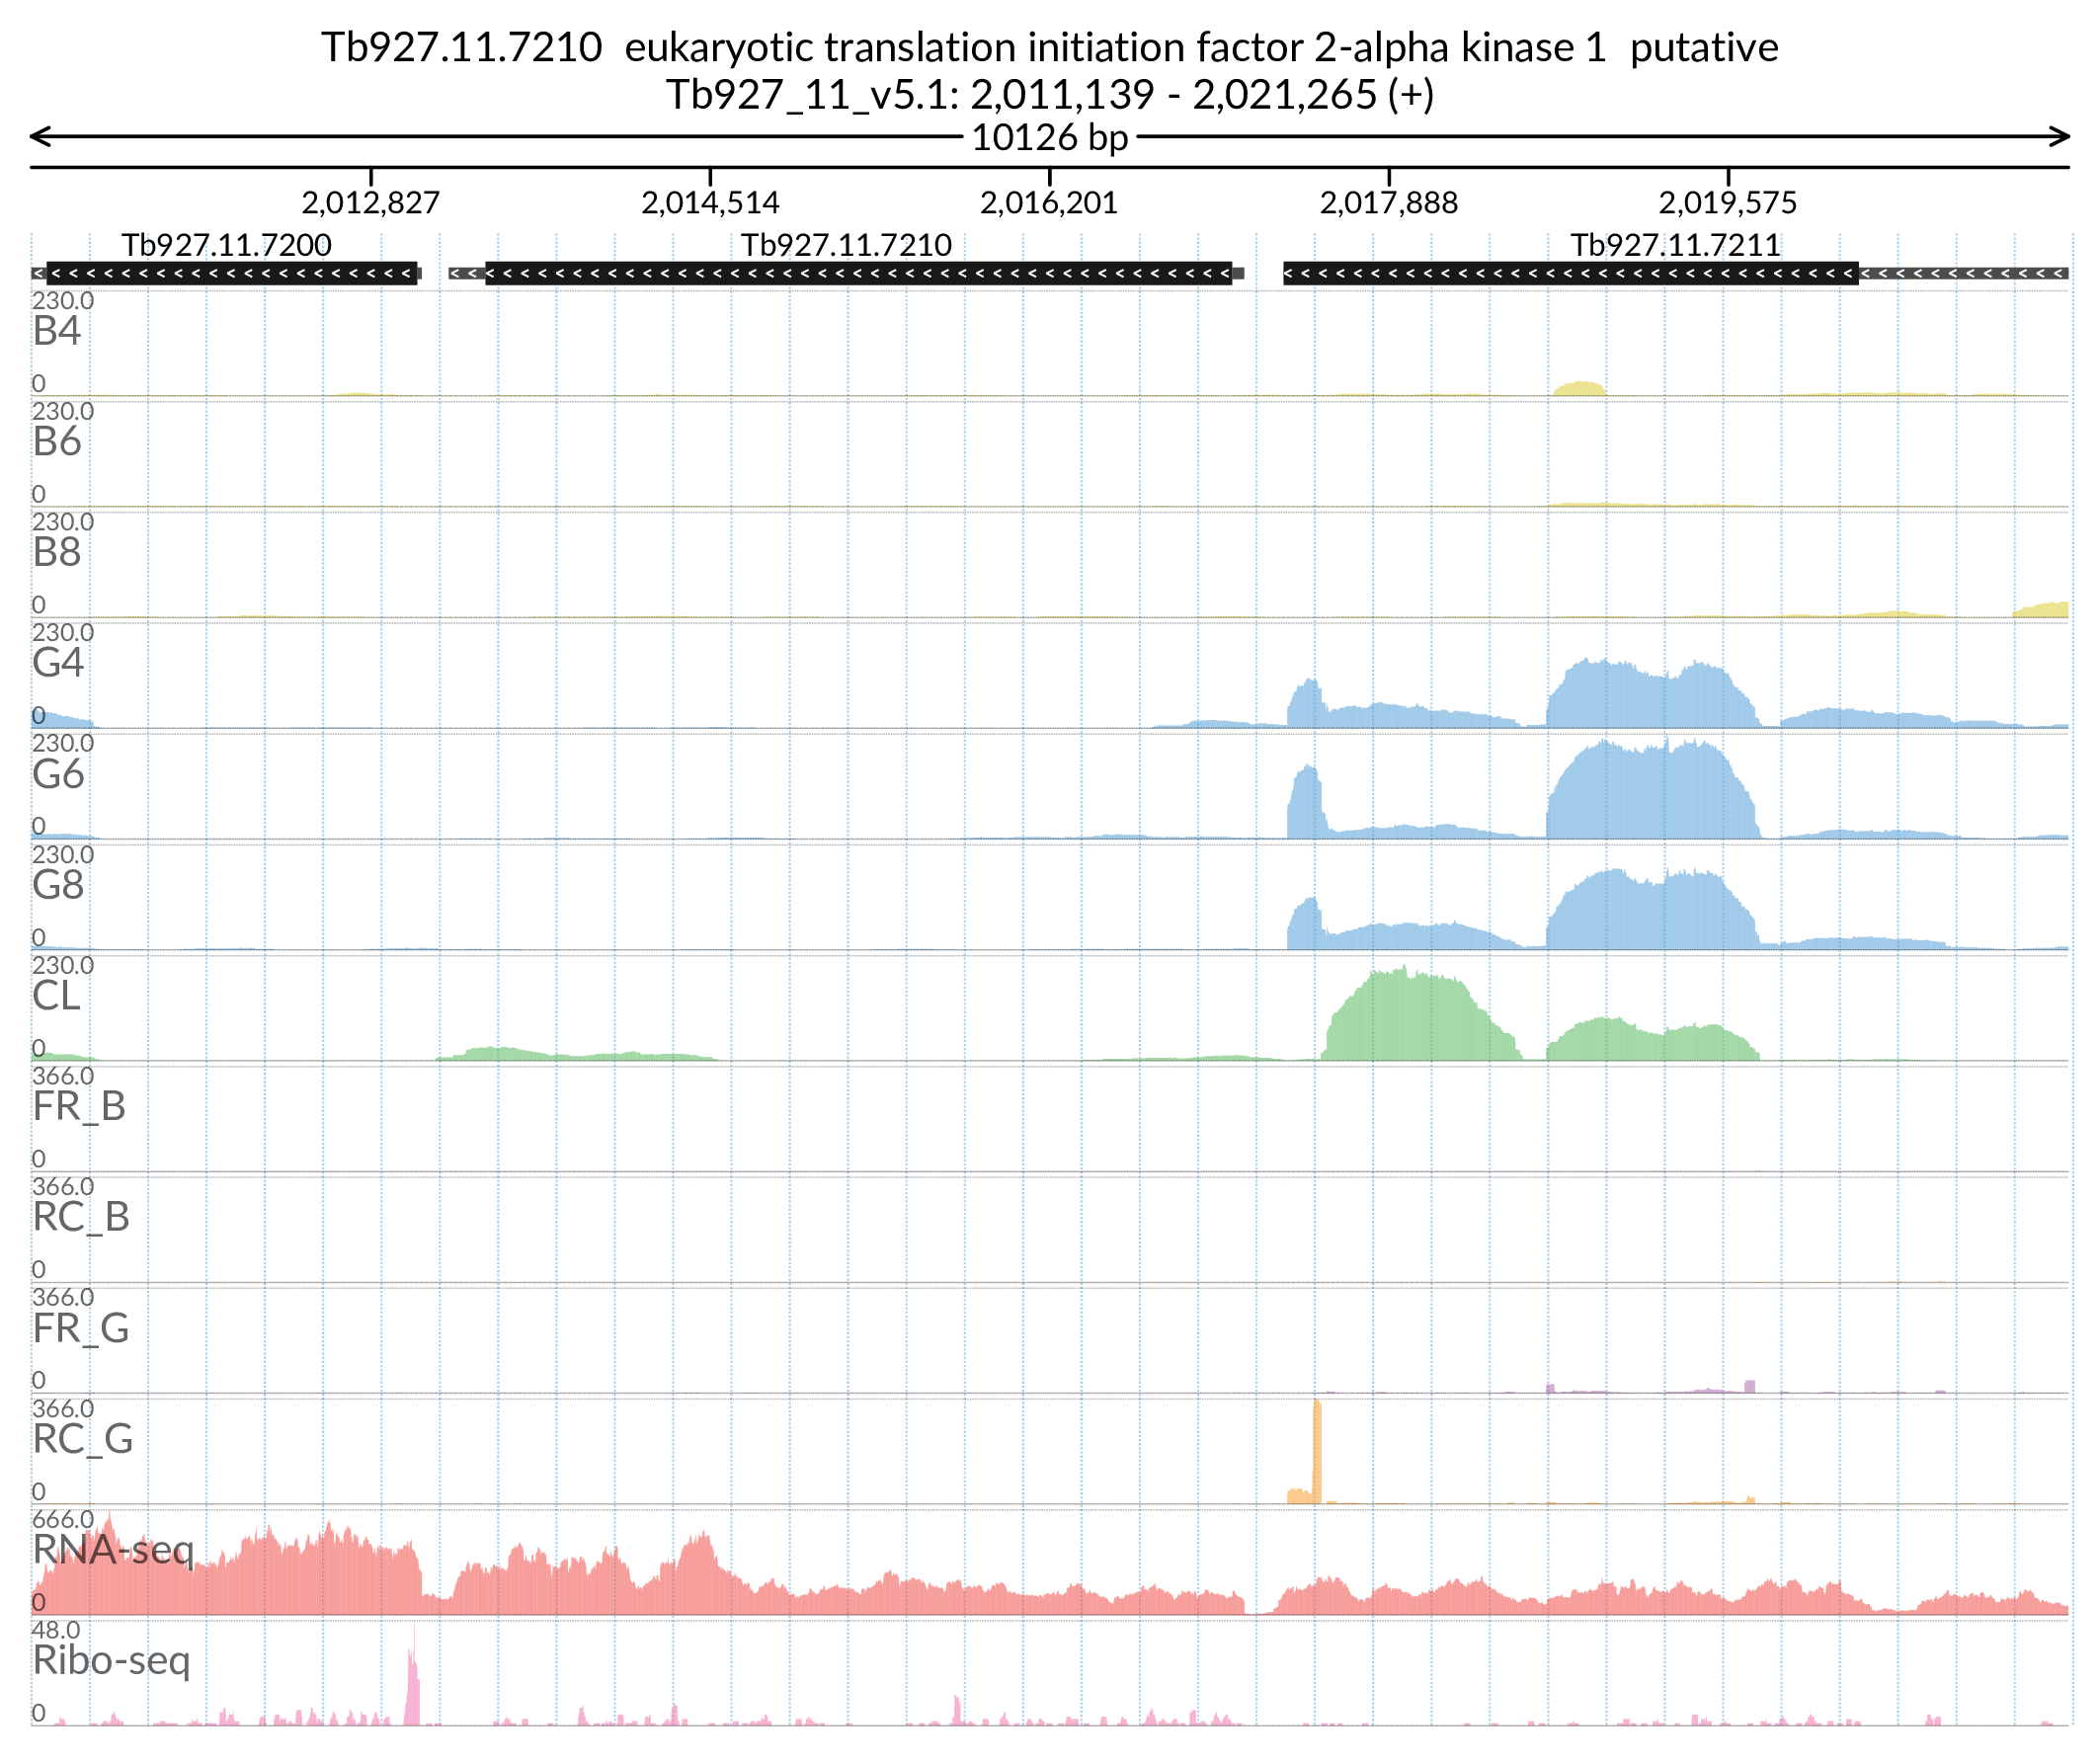 Tb927.11.7210 eukaryotic translation initiation factor 2-alpha kinase 1 putative
Tb927_11_v5.1: 2,011,139 - 2,021,265 (+)
10126 bp
2,012,827 2,014,514 2,016,201 2,017,888 2,019,575
Tb927.11.7200 Tb927.11.7210 Tb927.11.7211
230.0
B4
0
230.0
B6
0
230.0
B8
0
230.0
G4
0
230.0
G6
0
230.0
G8
0
230.0
CL
0
366.0
FR_B
0
366.0
RC_B
0
366.0
FR_G
0
366.0
RC_G
0
666.0
RNA-seq
0
48.0
Ribo-seq
0